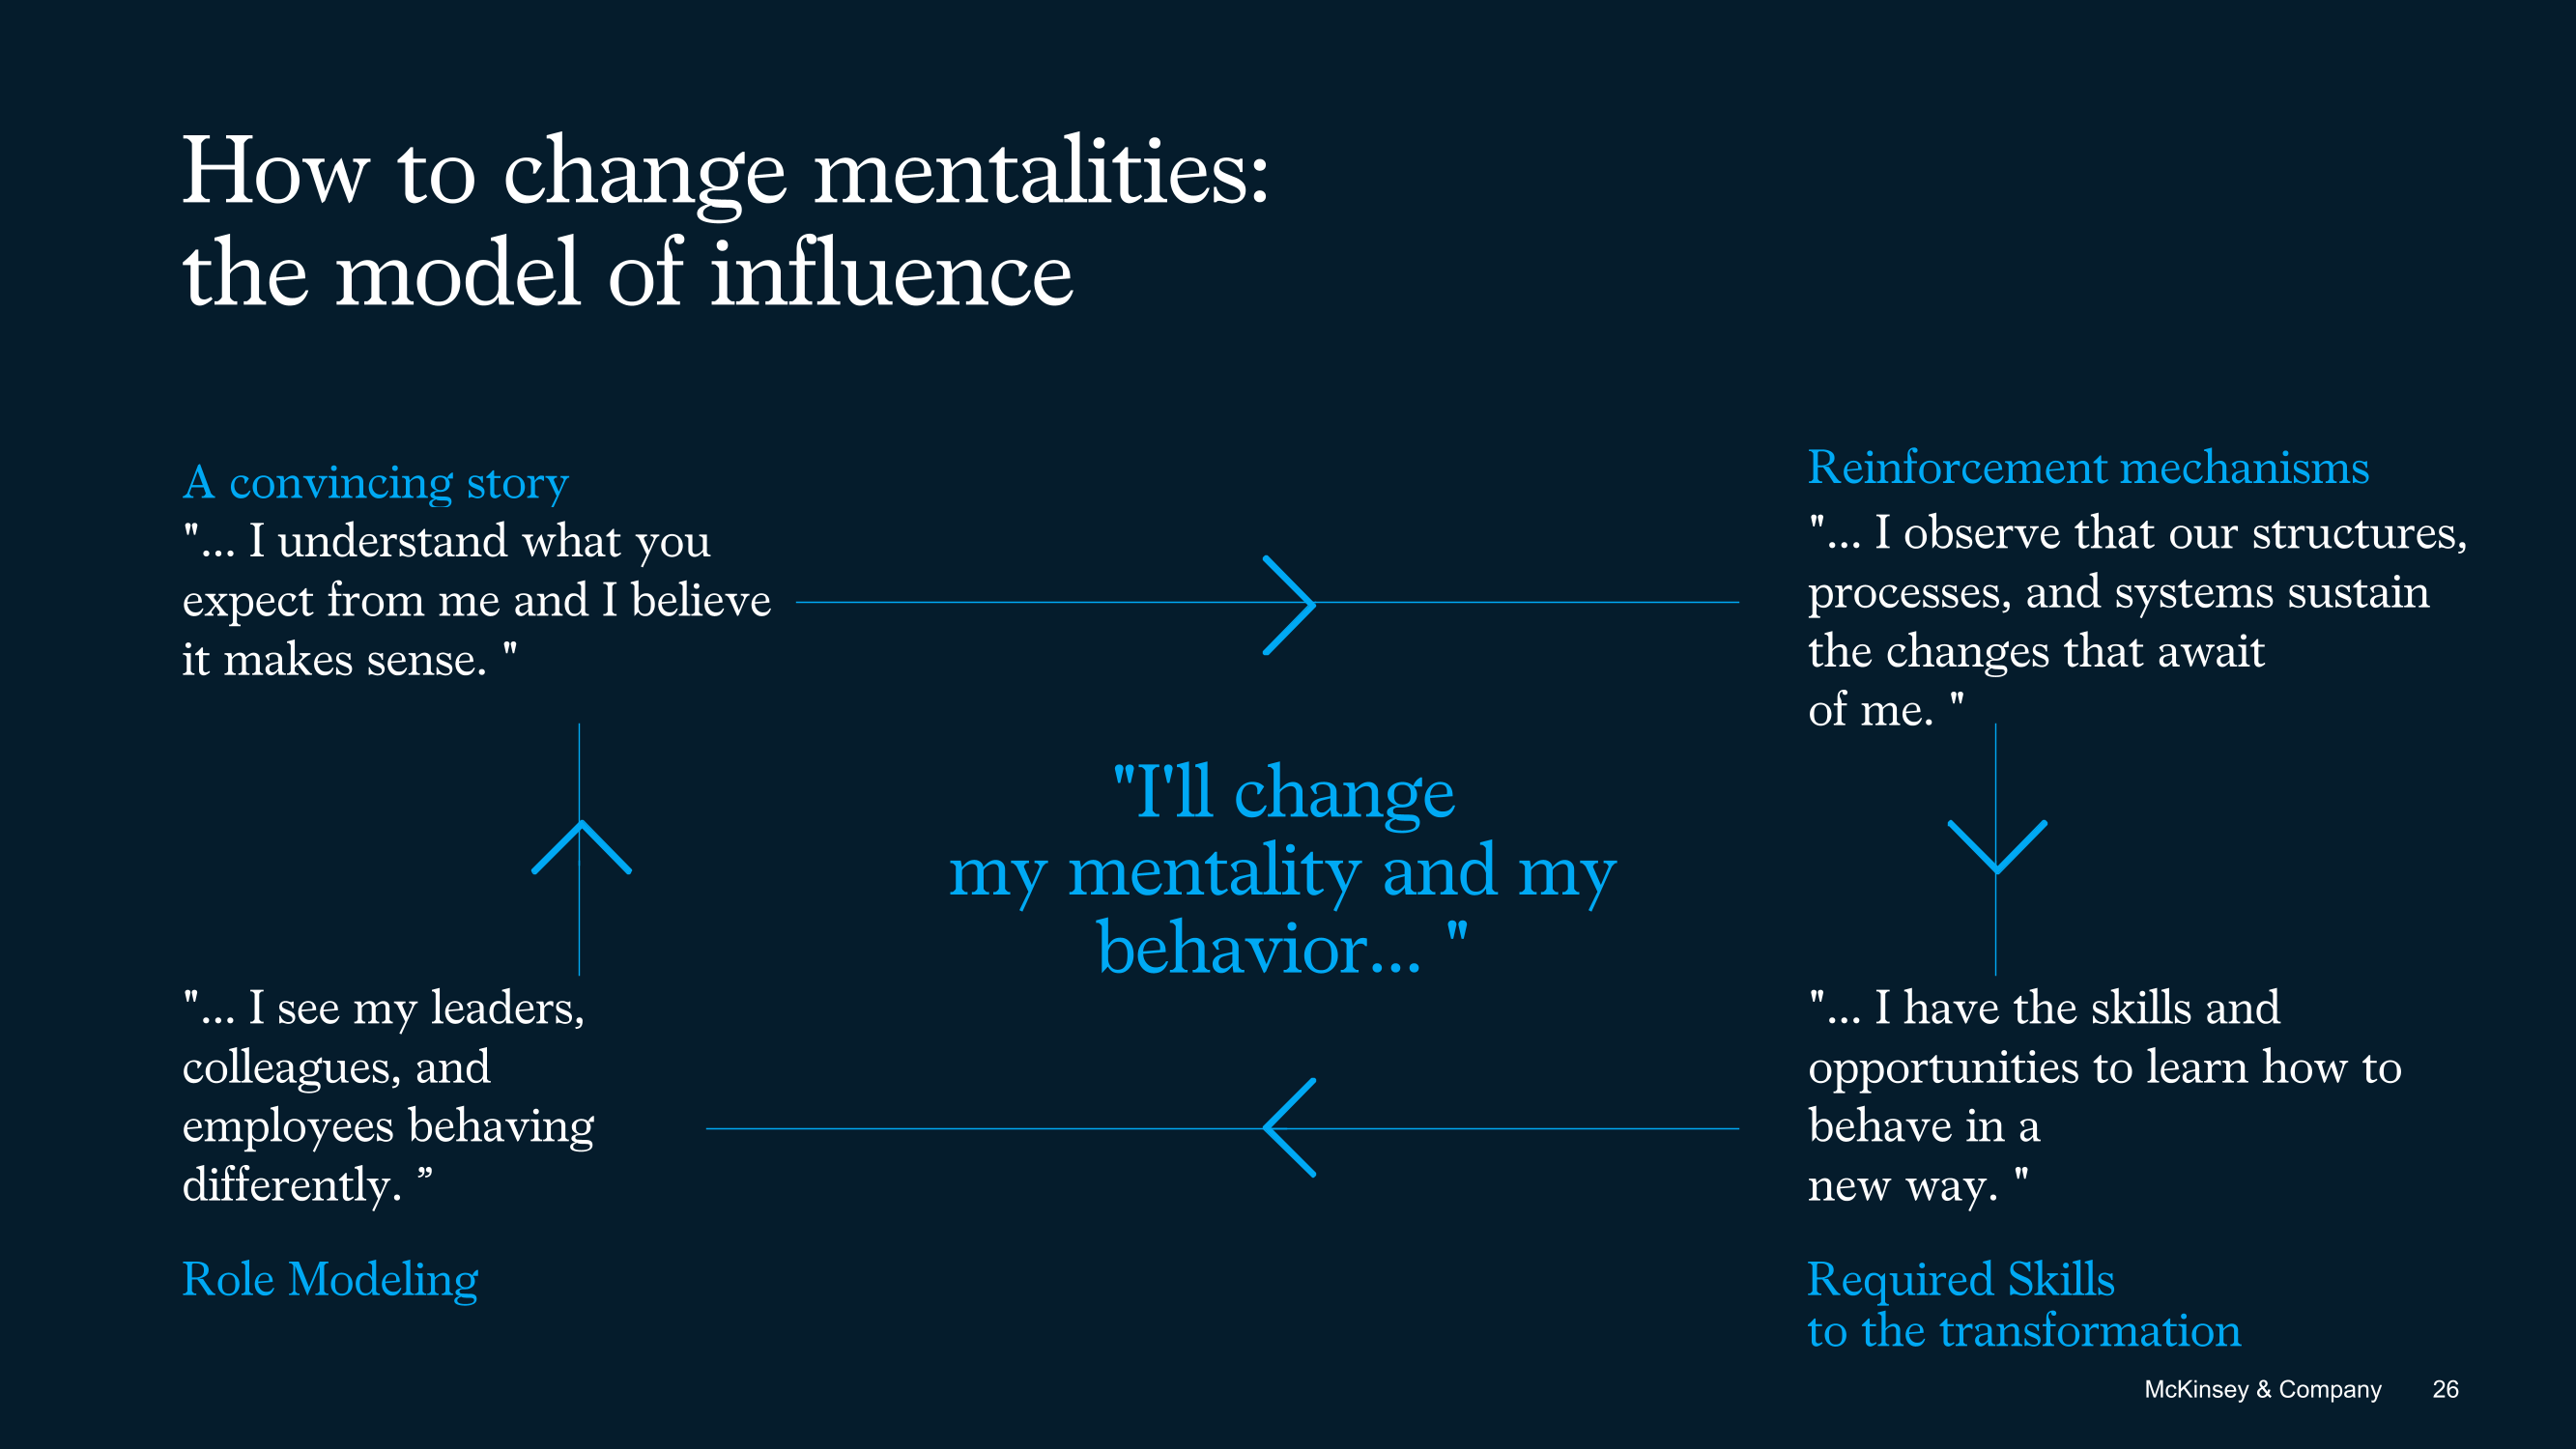 How to change mentalities:
the model of influence
A convincing story
"... I understand what you
expect from me and I believe
it makes sense. "
Reinforcement mechanisms
"... I observe that our structures,
processes, and systems sustain
the changes that await
of me. "
"I'll change
my mentality and my
behavior... "
"... I see my leaders,
colleagues, and
employees behaving
differently. ”
Role Modeling
"... I have the skills and
opportunities to learn how to
behave in a
new way. "
Required Skills
to the transformation
McKinsey & Company 26